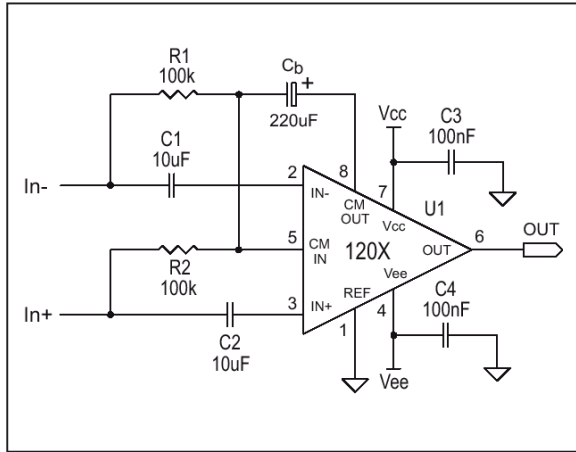 R1
100k
Cb
+
220uF
Vcc
C3
100nF
C1
10uF
In-
2
IN-
8
CM
OUT
7
Vcc
U1
OUT
5
CM
IN
120X
OUT
6
R2
100k
Vee
REF
3
IN+
1
4
C4
100nF
In+
C2
10uF
Vee